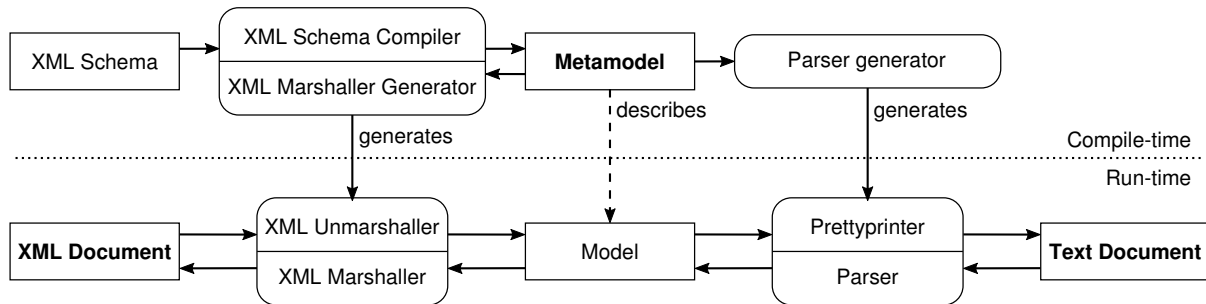 XML Schema
XML Schema Compiler
XML Marshaller Generator
Metamodel
Parser generator
generates
describes
generates
Compile-time
Run-time
XML Document
XML Unmarshaller
XML Marshaller
Model
Prettyprinter
Parser
Text Document